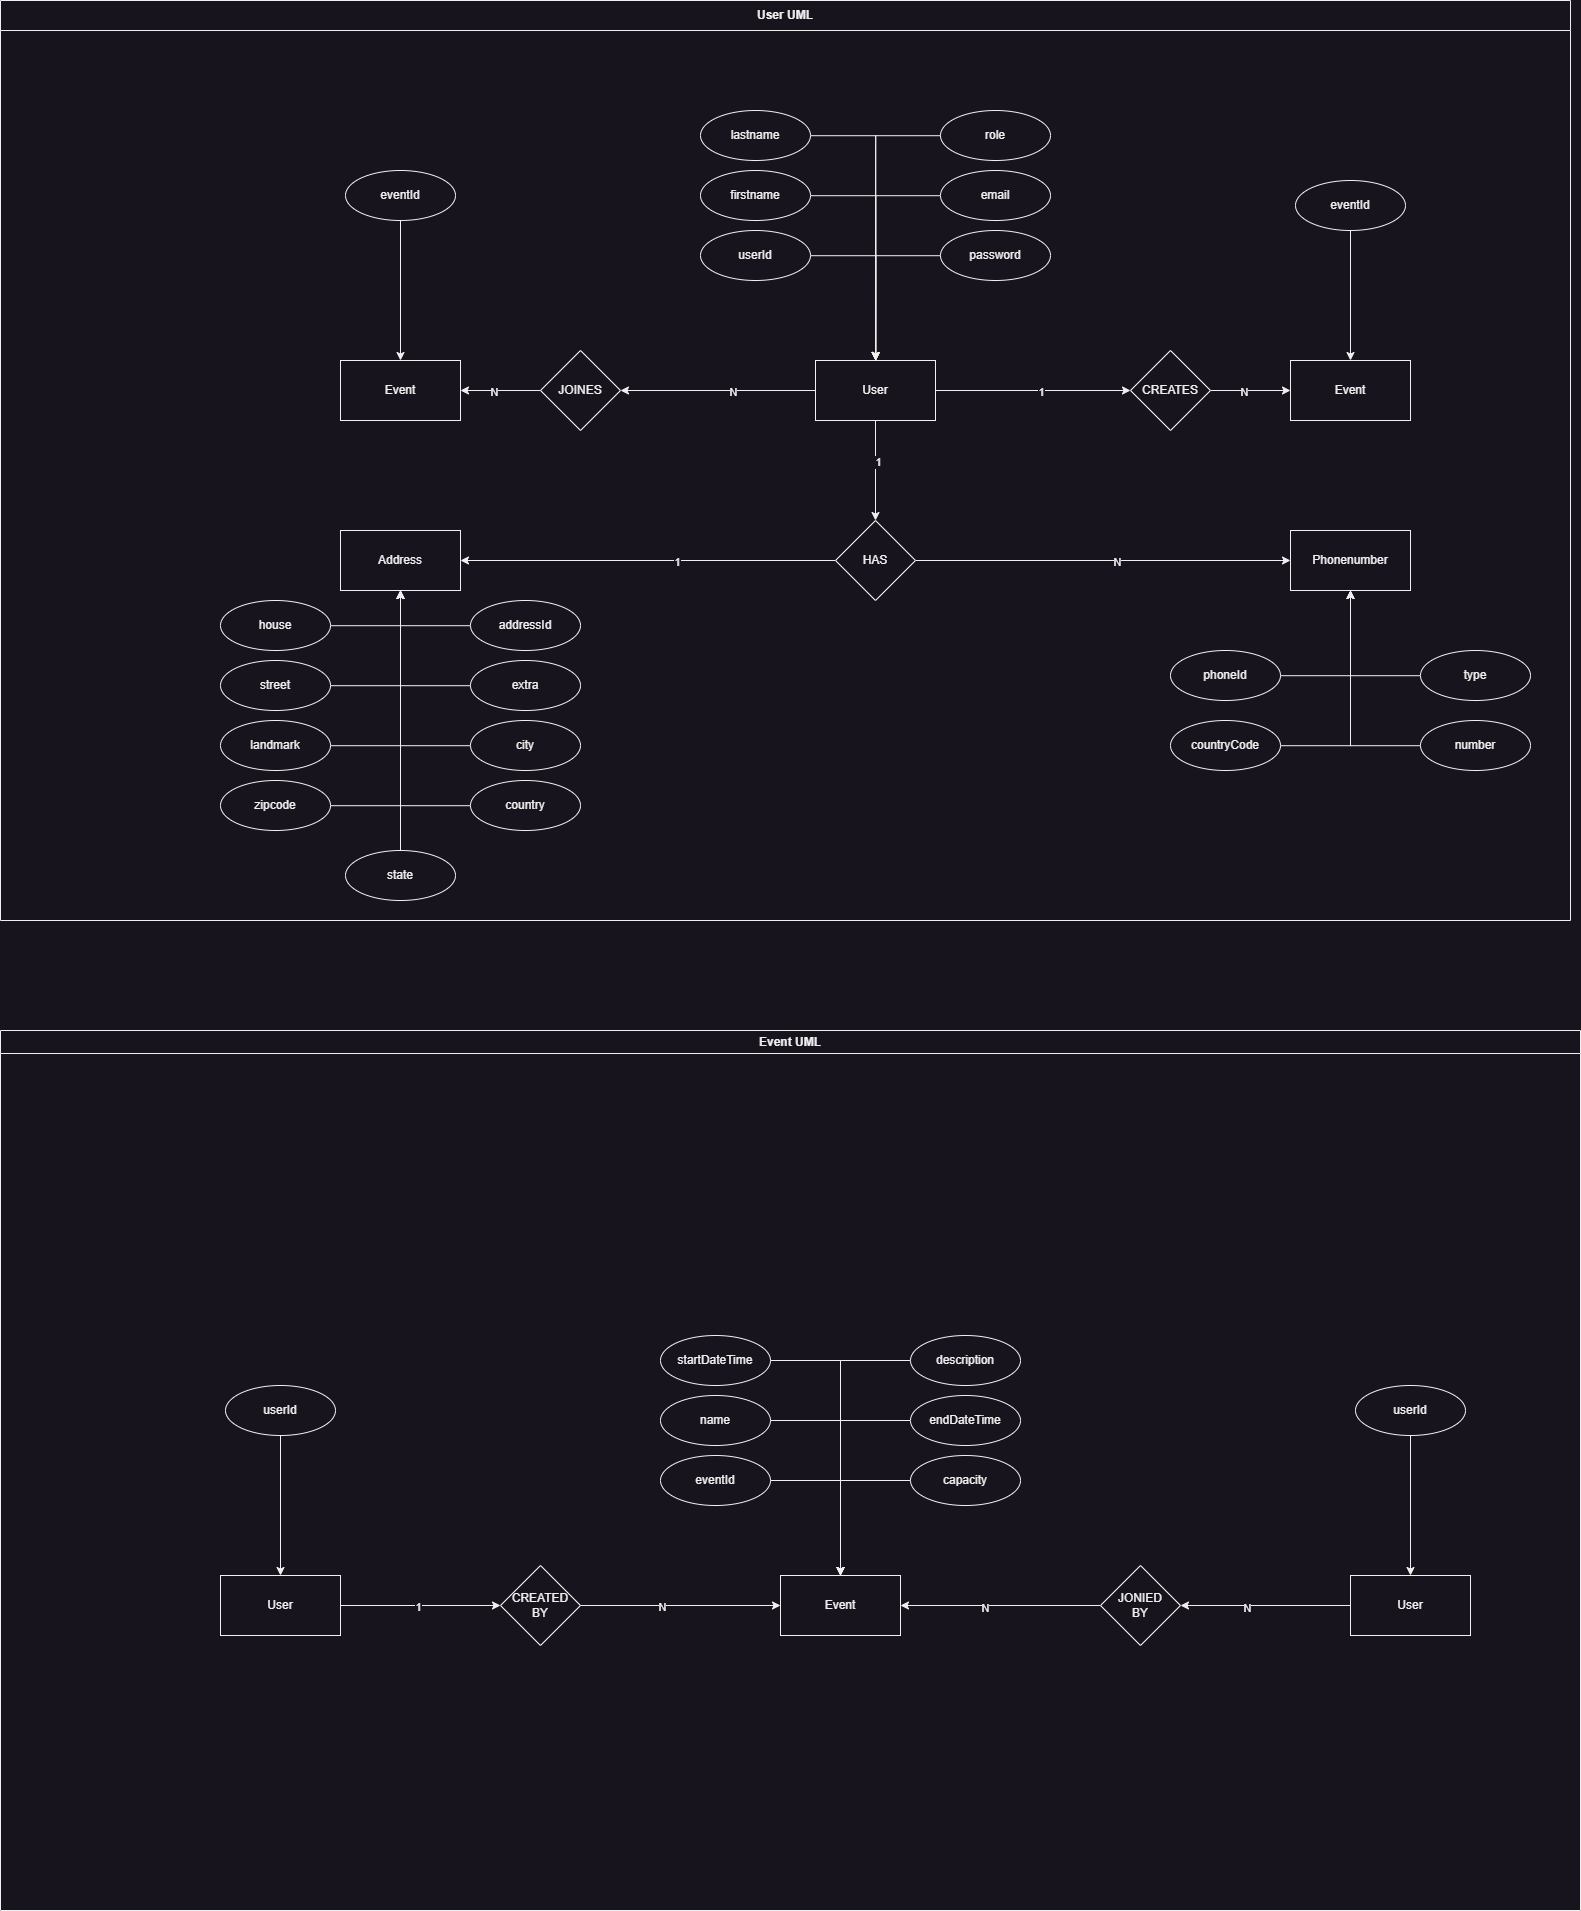 User UML
lastname
role
eventId
firstname
email
eventId
userId
password
Event
N
JOINES
N
User
1
CREATES
N
Event
1
Address
1
HAS
N
Phonenumber
house
addressId
street
extra
phoneId
type
landmark
city
countryCode
number
zipcode
country
state
Event UML
startDateTime
description
userId
name
endDateTime
userId
eventId
capacity
User
1
CREATED
BY
N
Event
N
JONIED
BY
N
User